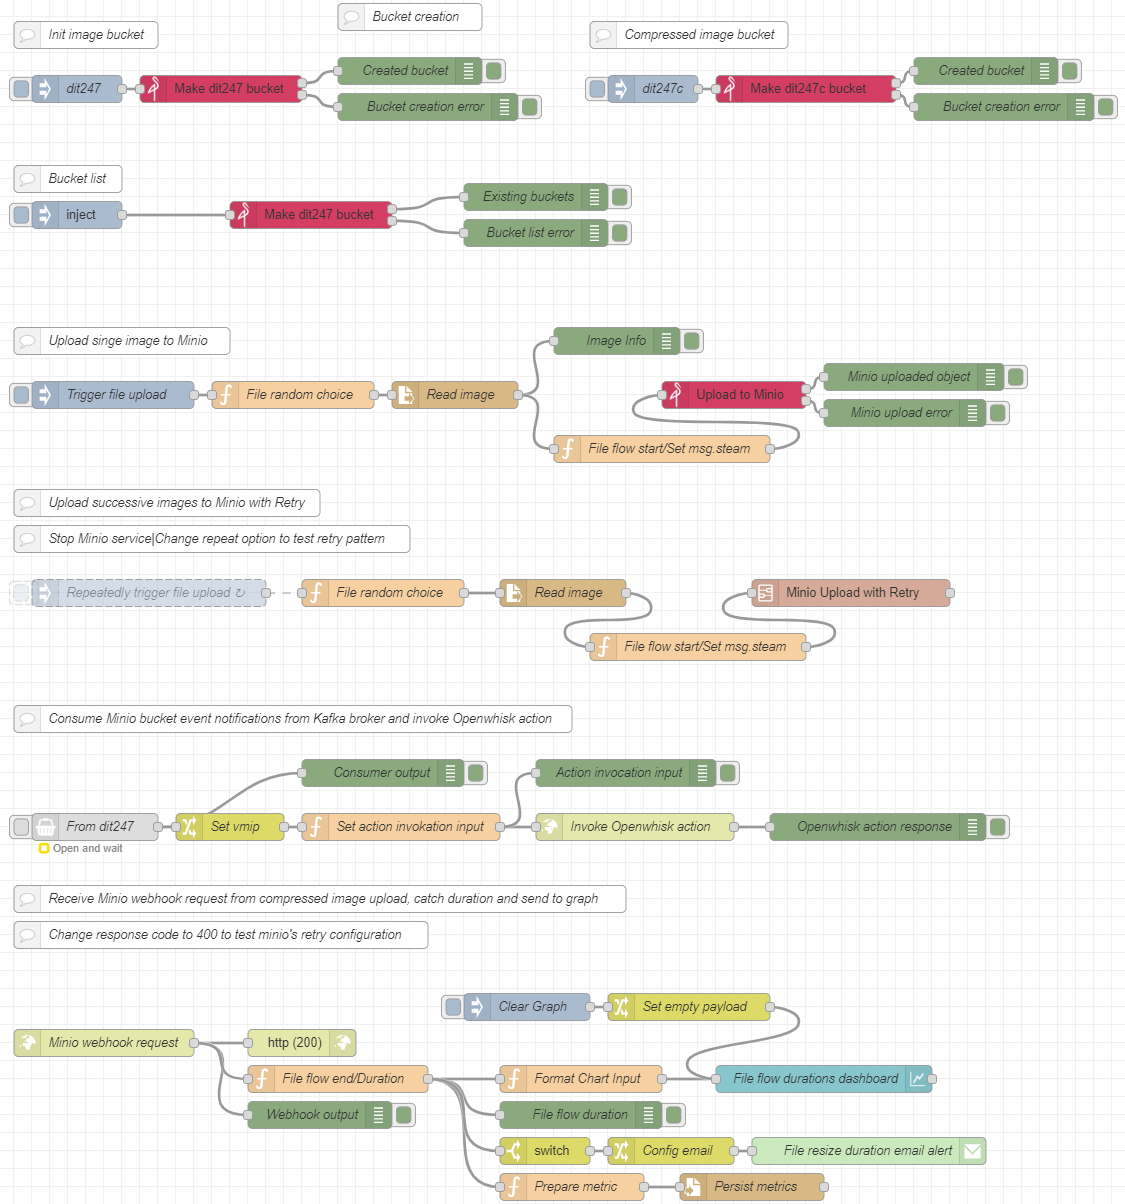 Bucket creation
Init image bucket
Compressed image bucket
dit247
Make dit247 bucket
Created bucket
Bucket creation error
dit247c
Make dit247c bucket
Created bucket
Bucket creation error
Bucket list
inject
Make dit247 bucket
Existing buckets
Bucket list error
Upload singe image to Minio
Trigger file upload
File random choice
Read image
Image Info
File flow start/Set msg.steam
Upload to Minio
Minio uploaded object
Minio upload error
Upload successive images to Minio with Retry
Stop Minio service|Change repeat option to test retry pattern
Repeatedly trigger file upload ↻
File random choice
Read image
File flow start/Set msg.steam
Minio Upload with Retry
Consume Minio bucket event notifications from Kafka broker and invoke Openwhisk action
Consumer output
Action invocation input
From dit247
Open and wait
Set vmip
Set action invokation input
Invoke Openwhisk action
Openwhisk action response
Receive Minio webhook request from compressed image upload, catch duration and send to graph
Change response code to 400 to test minio's retry configuration
Clear Graph
Set empty payload
Minio webhook request
http (200)
File flow end/Duration
Webhook output
Format Chart Input
File flow durations dashboard
File flow duration
switch
Config email
File resize duration email alert
Prepare metric
Persist metrics